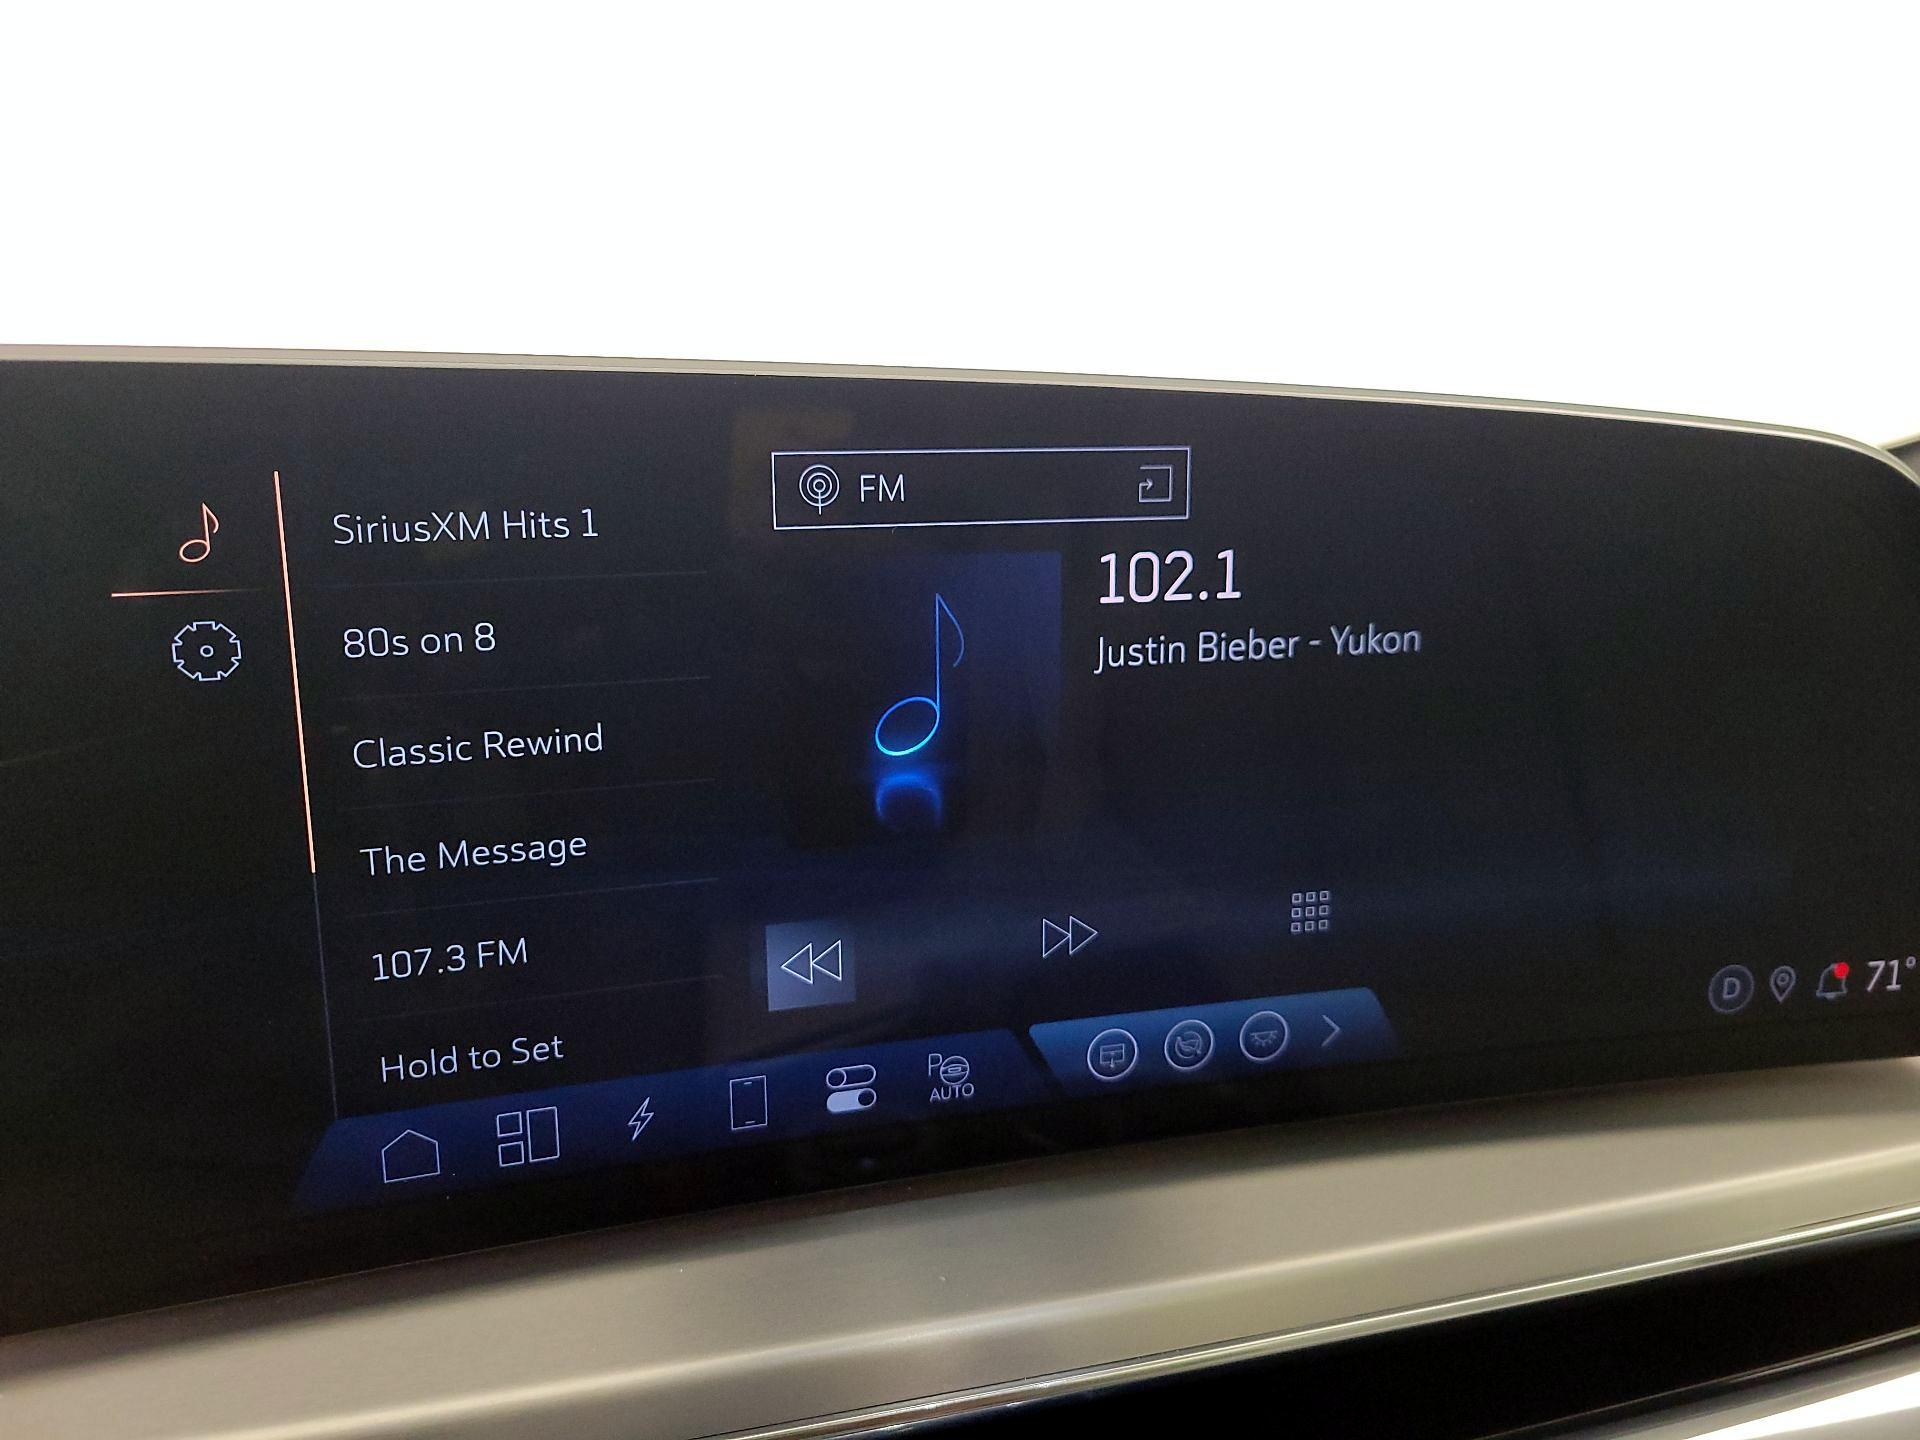 SiriusXM Hits 1
80s on 8
Classic Rewind
The Message
107.3 FM
Hold to Set
FM
102.1
Justin Bieber - Yukon
P
AUTO
D
71°